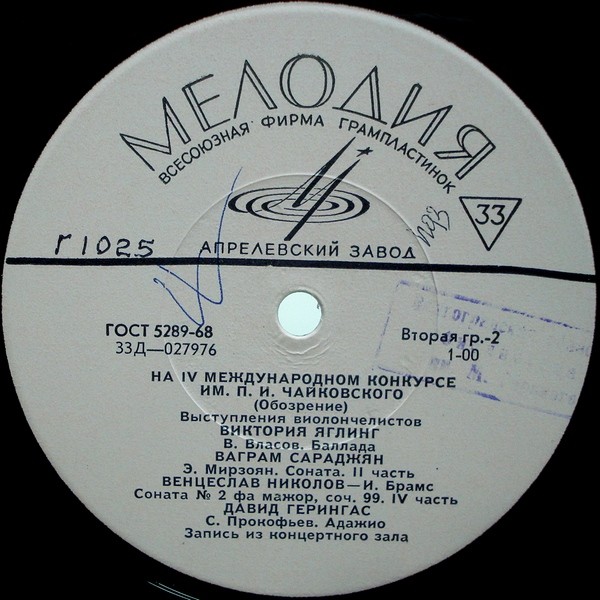 МЕЛОДИЯ
ВСЕСОЮЗНАЯ ФИРМА ГРАМПЛАСТИНОК
33
г 1025
АПРЕЛЕВСКИЙ ЗАВОД
ГОСТ 5289-68
Вторая гр.-2
33Д—027976
1-00
НА IV МЕЖДУНАРОДНОМ КОНКУРСЕ
ИМ. П. И. ЧАЙКОВСКОГО
(Обозрение)
Выступления виолончелистов
ВИКТОРИЯ ЯГЛИНГ
В. Власов. Баллада
ВАГРАМ САРАДЖЯН
Э. Мирзоян. Соната. II часть
ВЕНЦЕСЛАВ НИКОЛОВ—И. Брамс
Соната № 2 фа мажор, соч. 99. IV часть
ДАВИД ГЕРИНГАС
С. Прокофьев. Адажио
Запись из концертного зала